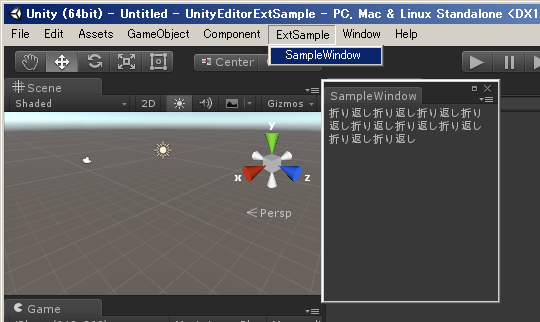 Unity (64bit) - Untitled - UnityEditorExtSample - PC, Mac & Linux Standalone <DX1
File Edit Assets GameObject Component ExtSample Window Help
SampleWindow
Center
Scene
Shaded 2D Gizmos
y
x z
Persp
SampleWindow
折り返し折り返し折り返し折り
返し折り返し折り返し折り返し
折り返し折り返し
Game